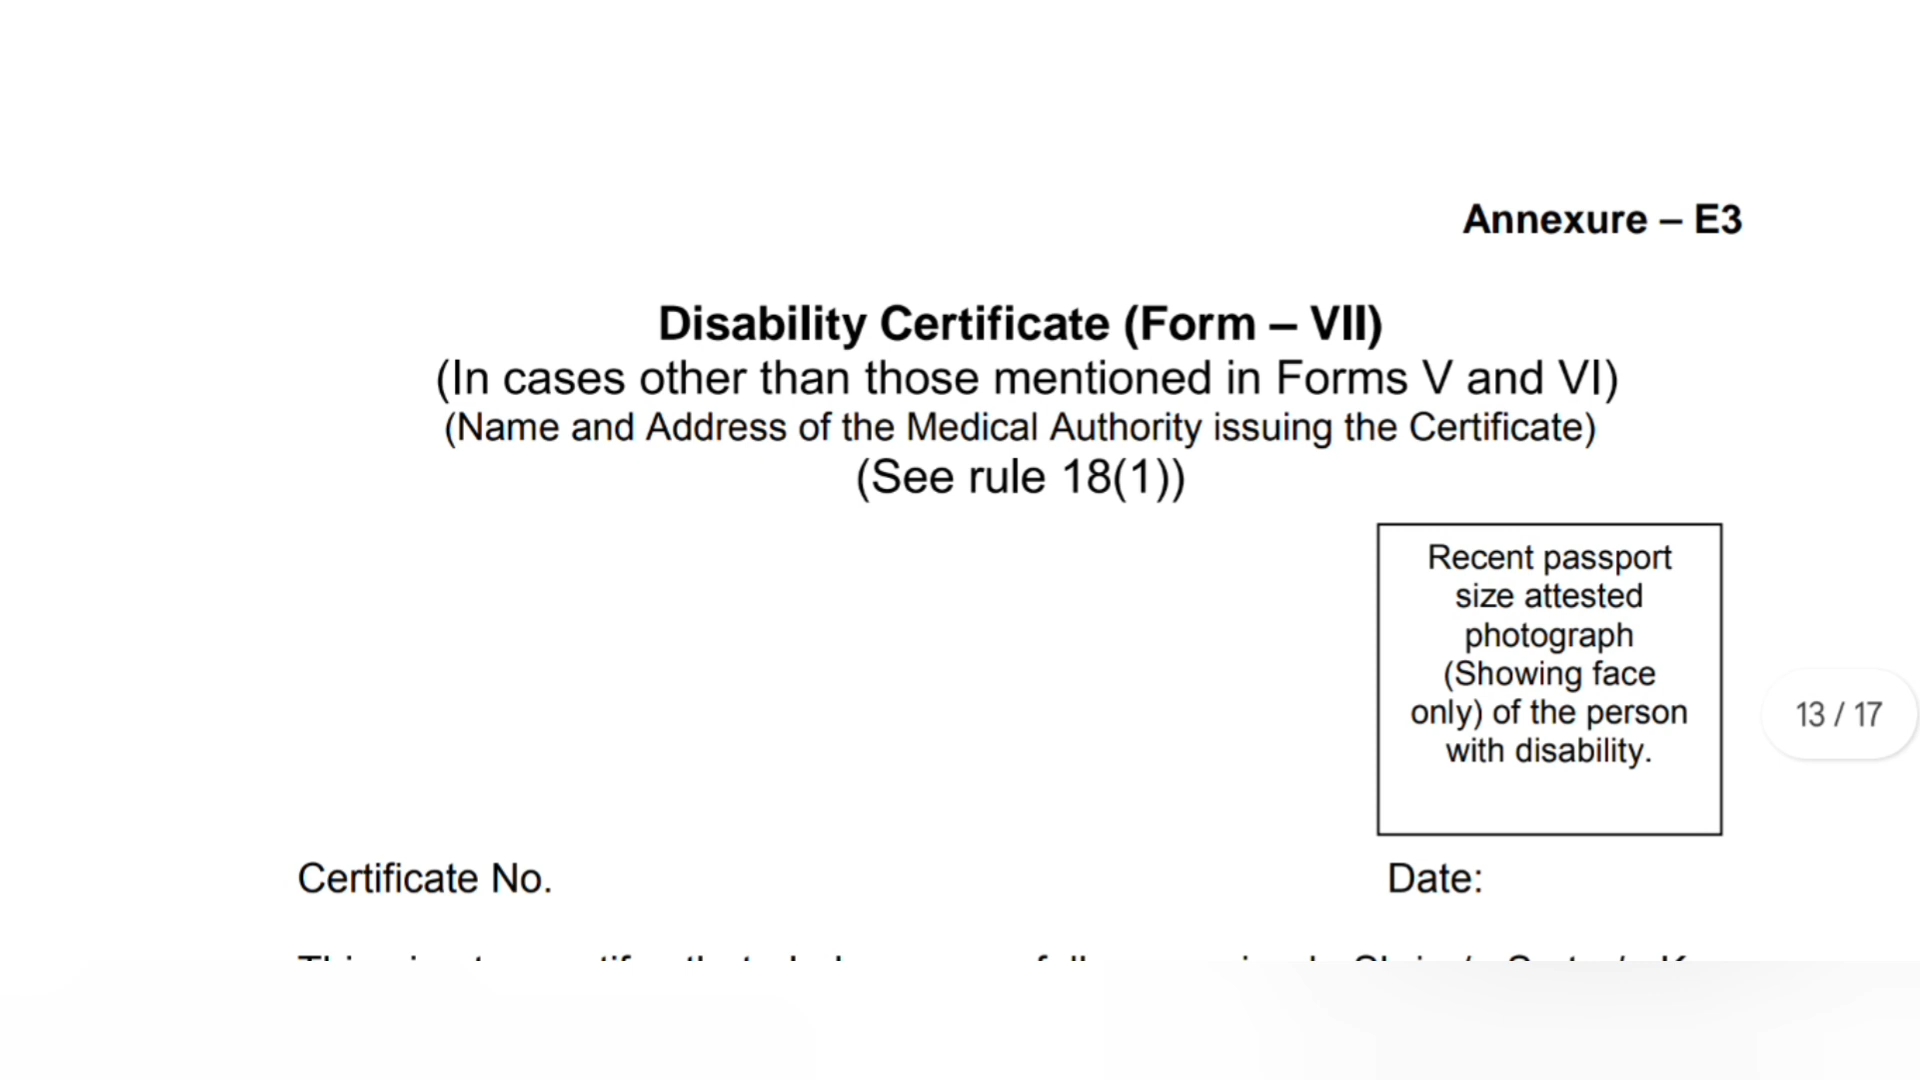 Annexure – E3
Disability Certificate (Form – VII)
(In cases other than those mentioned in Forms V and VI)
(Name and Address of the Medical Authority issuing the Certificate)
(See rule 18(1))
Recent passport
size attested
photograph
(Showing face
only) of the person
with disability.
13 / 17
Certificate No.
Date: